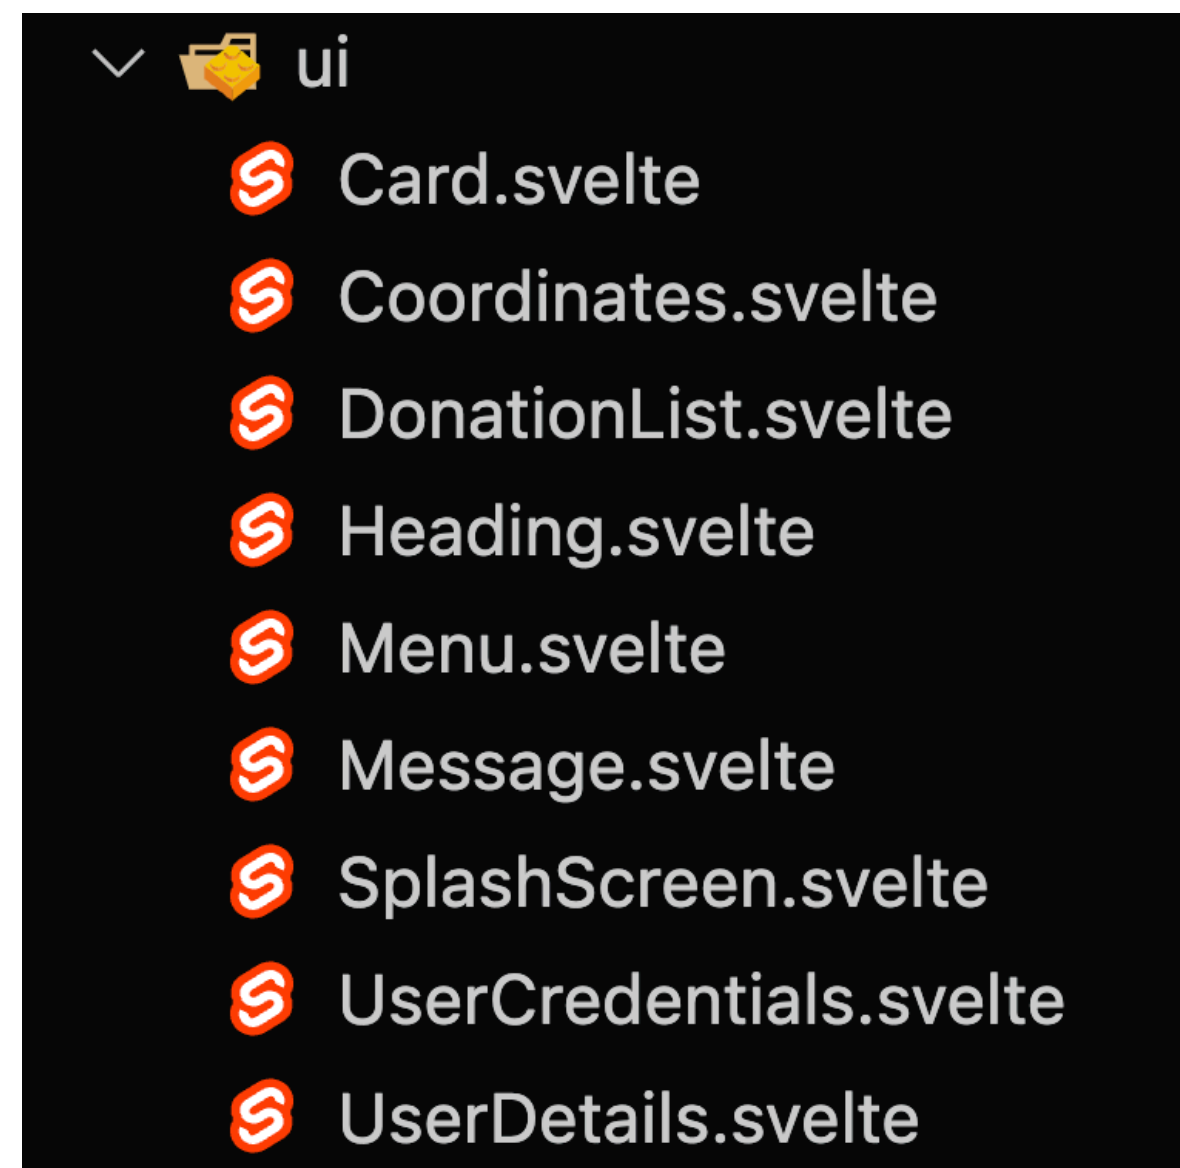 ui
Card.svelte
Coordinates.svelte
DonationList.svelte
Heading.svelte
Menu.svelte
Message.svelte
SplashScreen.svelte
UserCredentials.svelte
UserDetails.svelte